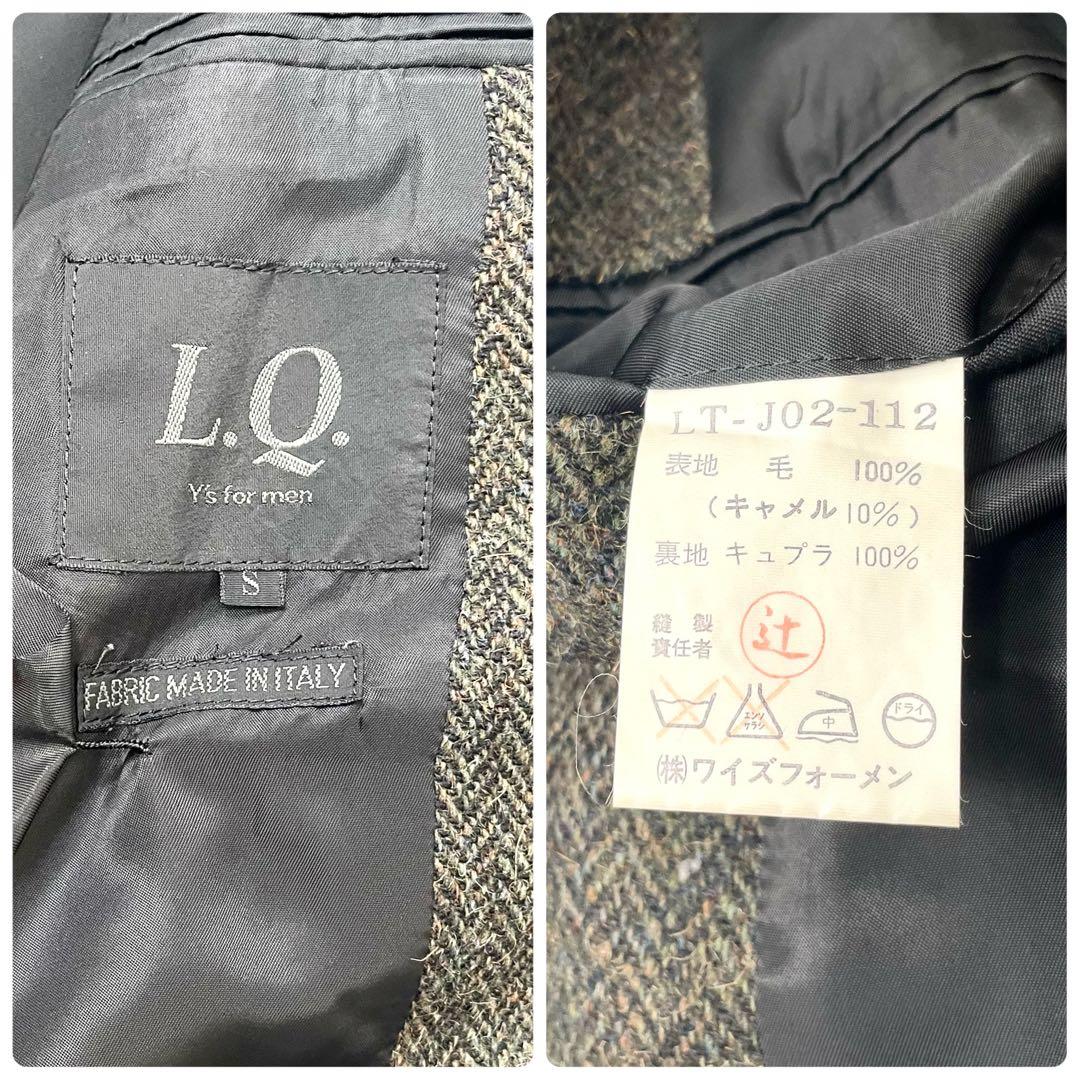 L.Q.
Y's for men
S
FABRIC MADE IN ITALY
LT-J02-112
表地 毛 100%
(キャメル10%)
裏地 キュプラ 100%
縫製
責任者
辻
エンソ
サラシ
中
ドライ
㈱ワイズフォーメン